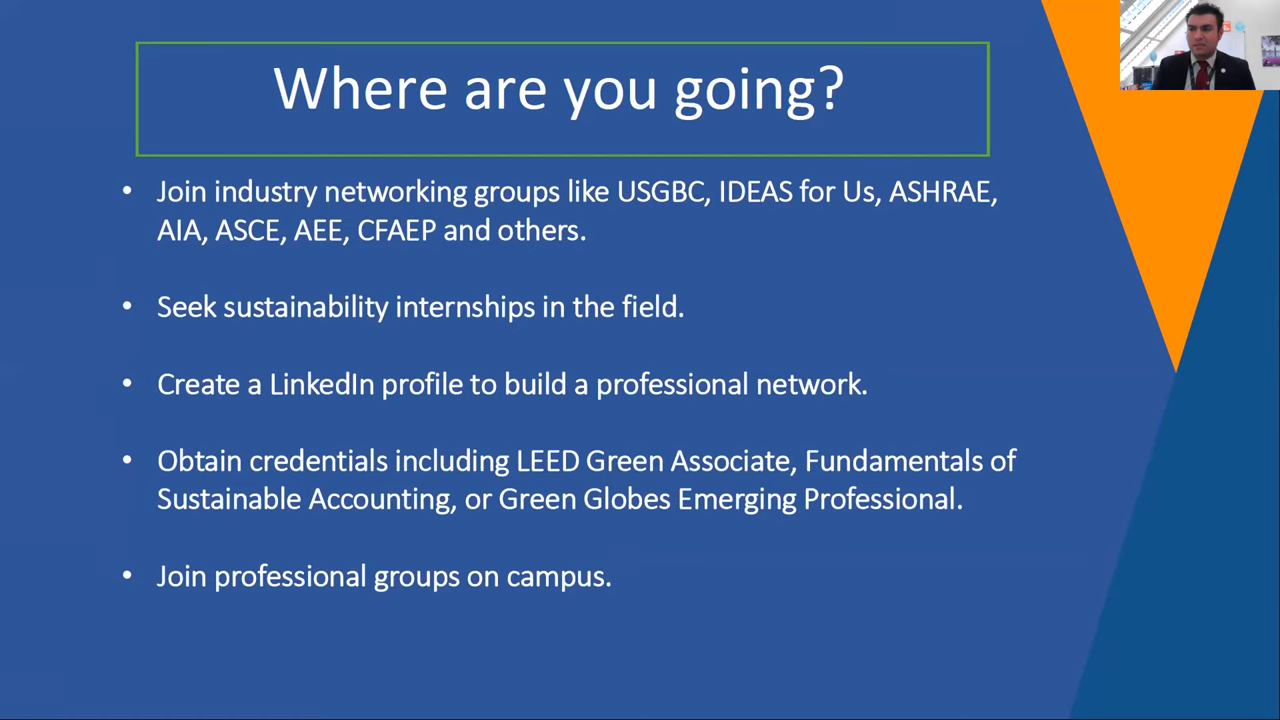 Where are you going?
• Join industry networking groups like USGBC, IDEAS for Us, ASHRAE,
AIA, ASCE, AEE, CFAEP and others.
• Seek sustainability internships in the field.
• Create a LinkedIn profile to build a professional network.
• Obtain credentials including LEED Green Associate, Fundamentals of
Sustainable Accounting, or Green Globes Emerging Professional.
• Join professional groups on campus.